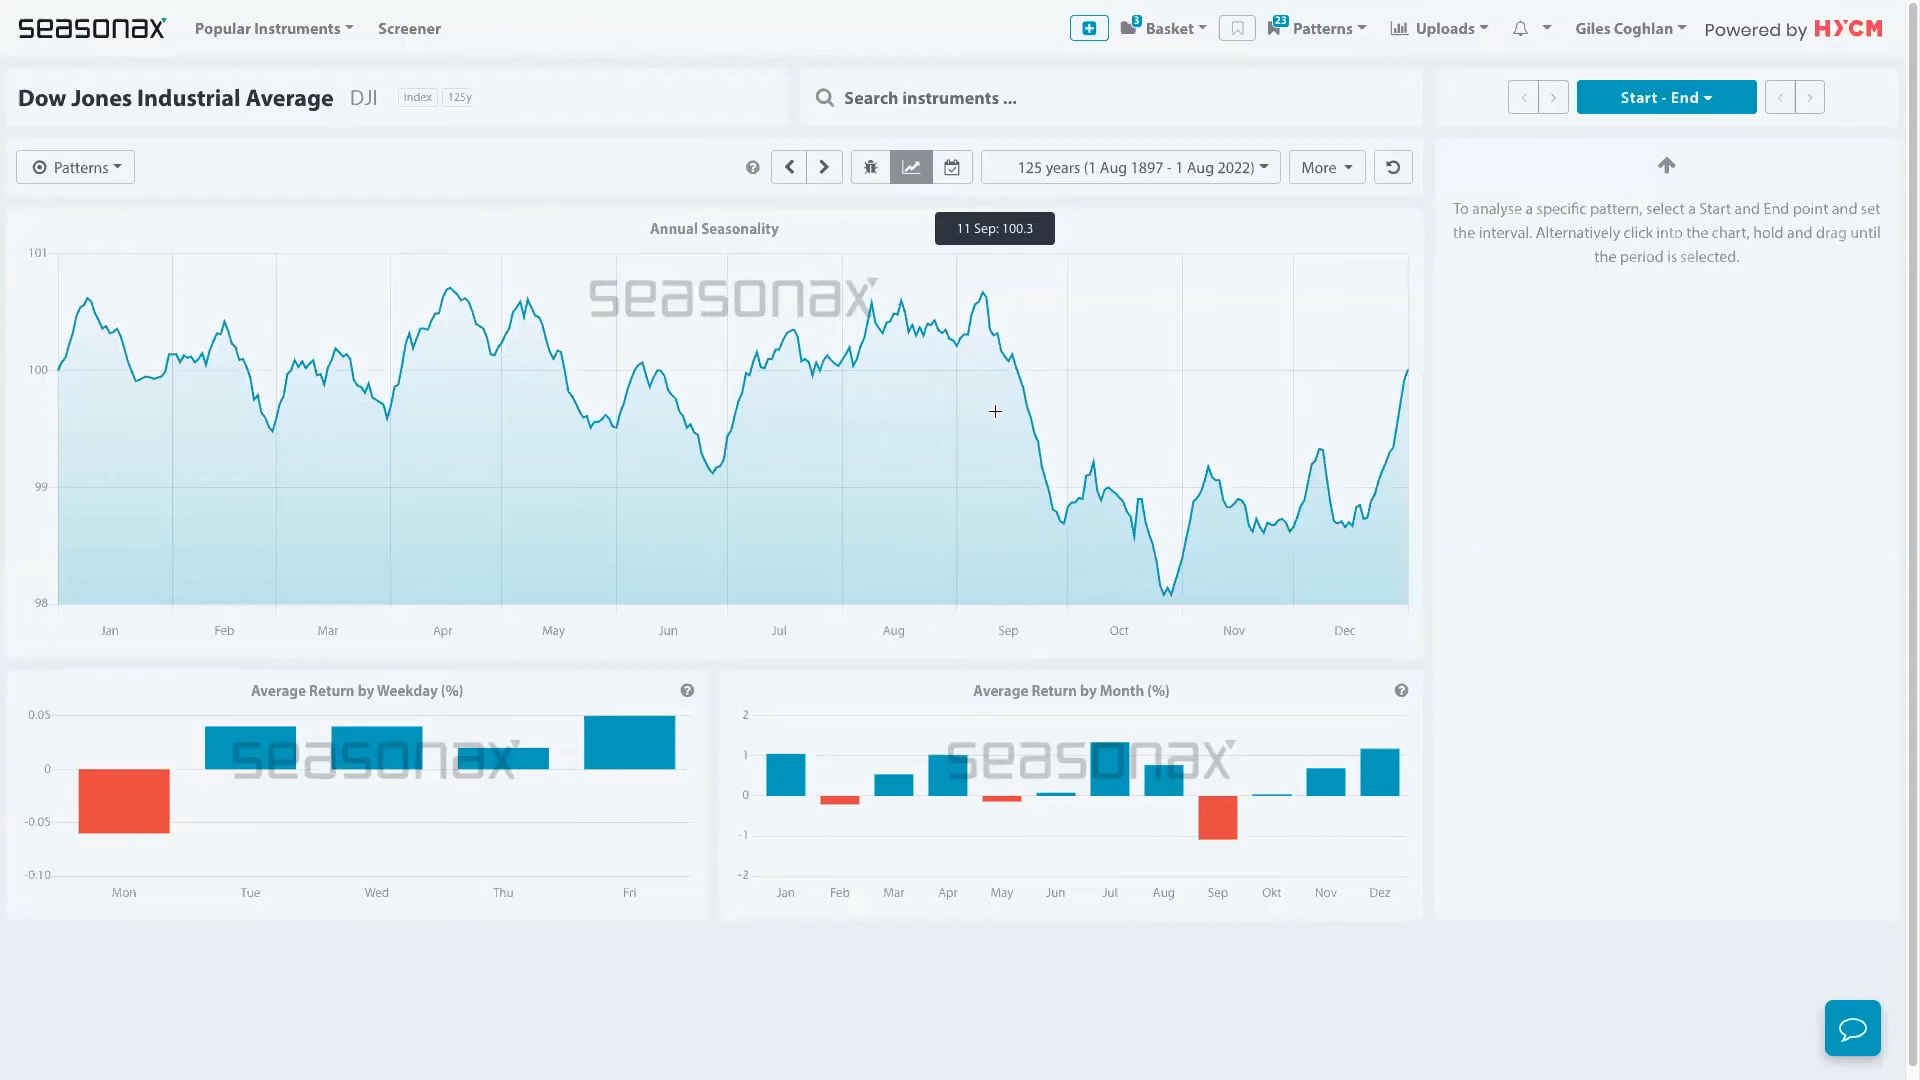 seasonax Popular Instruments Screener 3 Basket 23 Patterns Uploads Giles Coghlan Powered by HYCM
Dow Jones Industrial Average DJI Index 125y Search instruments ... Start - End
Patterns 125 years (1 Aug 1897 - 1 Aug 2022) More
To analyse a specific pattern, select a Start and End point and set
the interval. Alternatively click into the chart, hold and drag until
the period is selected.
Annual Seasonality
11 Sep: 100.3
seasonax
101
100
99
98
Jan Feb Mar Apr May Jun Jul Aug Sep Oct Nov Dec
Average Return by Weekday (%)
0.05
0
-0.05
-0.10
seasonax
Mon Tue Wed Thu Fri
Average Return by Month (%)
2
1
0
-1
-2
seasonax
Jan Feb Mar Apr May Jun Jul Aug Sep Okt Nov Dez